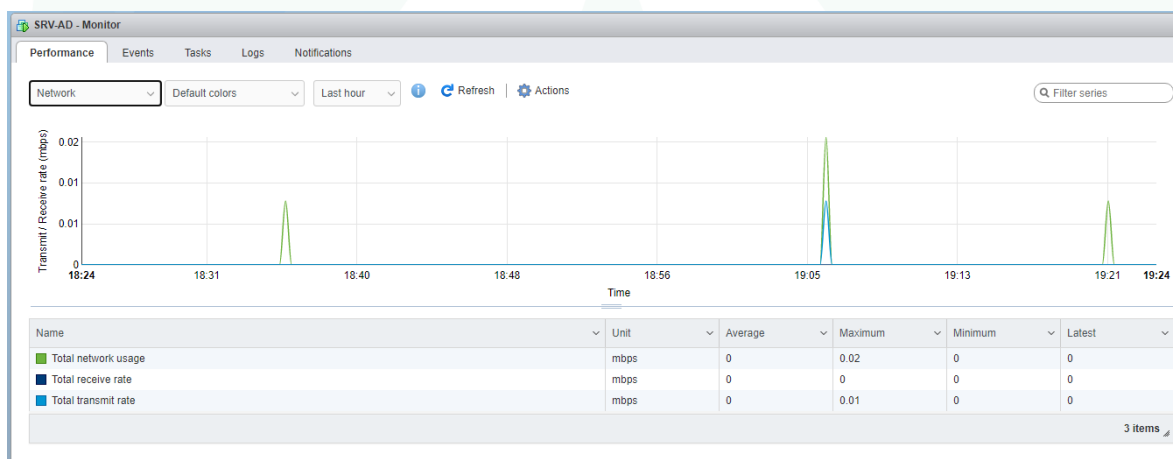 SRV-AD - Monitor
Performance Events Tasks Logs Notifications
Network Default colors Last hour Refresh Actions Filter series
Transmit / Receive rate (mbps)
0.02
0.01
0.01
0
18:24 18:31 18:40 18:48 18:56 19:05 19:13 19:21 19:24
Time
Name Unit Average Maximum Minimum Latest
Total network usage mbps 0 0.02 0 0
Total receive rate mbps 0 0 0 0
Total transmit rate mbps 0 0.01 0 0
3 items